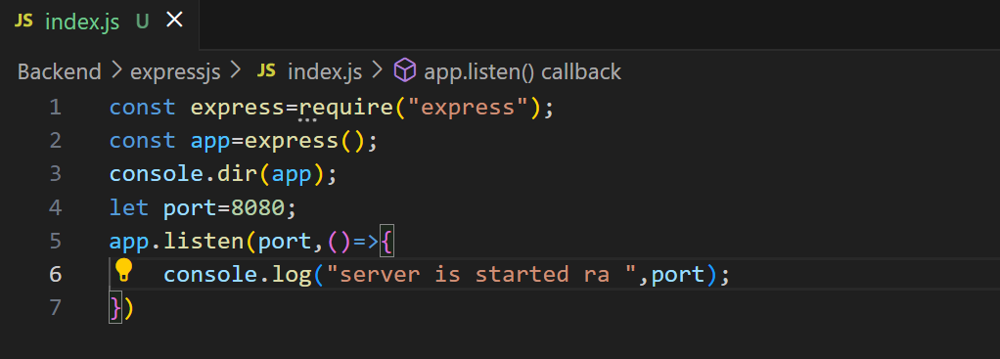 JS index.js U ×
Backend > expressjs > JS index.js > app.listen() callback
1 const express=require("express");
2 const app=express();
3 console.dir(app);
4 let port=8080;
5 app.listen(port,()=>{
6 console.log("server is started ra ",port);
7 })